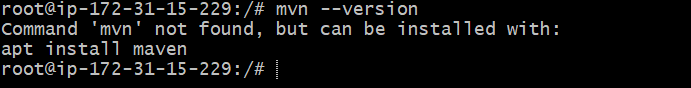 root@ip-172-31-15-229:/# mvn --version
Command 'mvn' not found, but can be installed with:
apt install maven
root@ip-172-31-15-229:/#